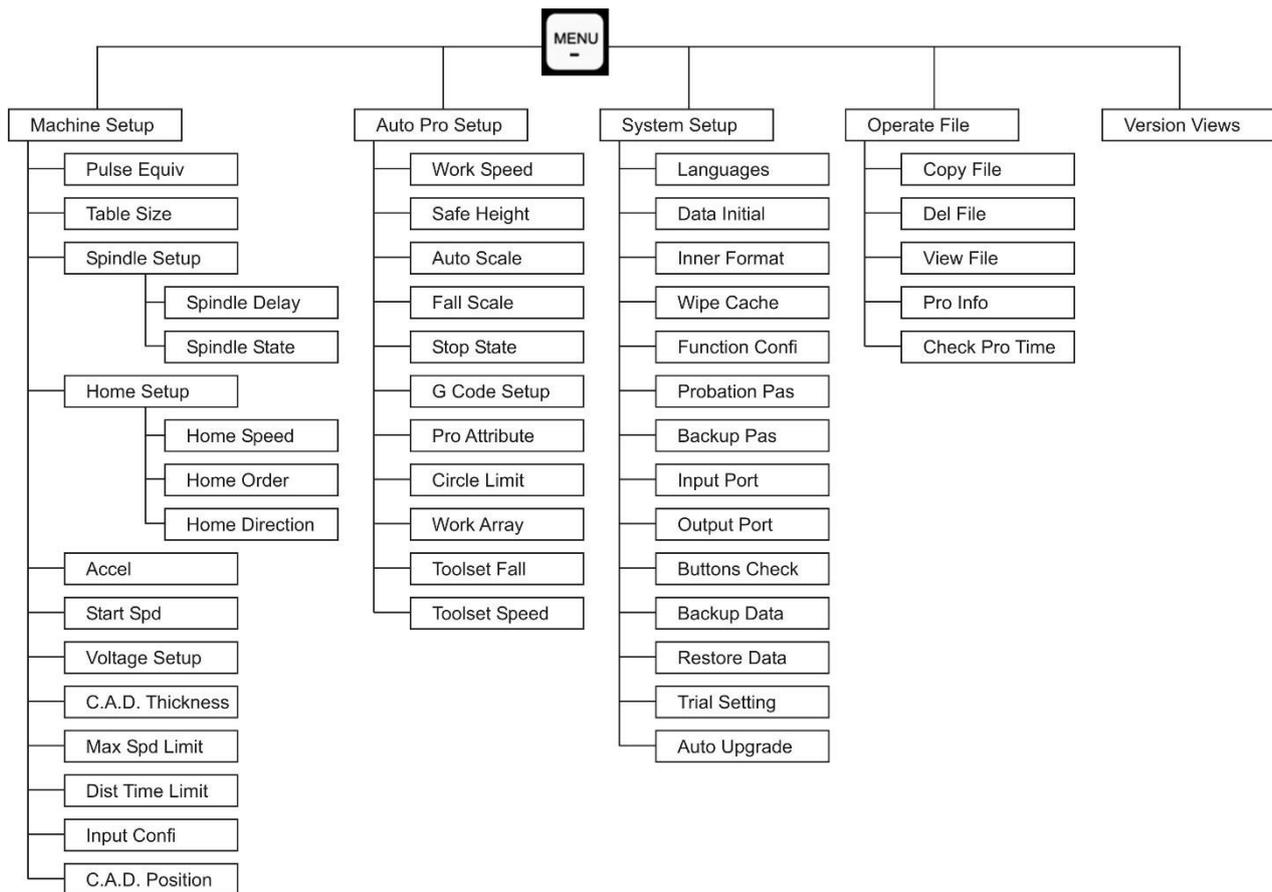 MENU
Machine Setup
Pulse Equiv
Table Size
Spindle Setup
Spindle Delay
Spindle State
Home Setup
Home Speed
Home Order
Home Direction
Accel
Start Spd
Voltage Setup
C.A.D. Thickness
Max Spd Limit
Dist Time Limit
Input Confi
C.A.D. Position
Auto Pro Setup
Work Speed
Safe Height
Auto Scale
Fall Scale
Stop State
G Code Setup
Pro Attribute
Circle Limit
Work Array
Toolset Fall
Toolset Speed
System Setup
Languages
Data Initial
Inner Format
Wipe Cache
Function Confi
Probation Pas
Backup Pas
Input Port
Output Port
Buttons Check
Backup Data
Restore Data
Trial Setting
Auto Upgrade
Operate File
Copy File
Del File
View File
Pro Info
Check Pro Time
Version Views